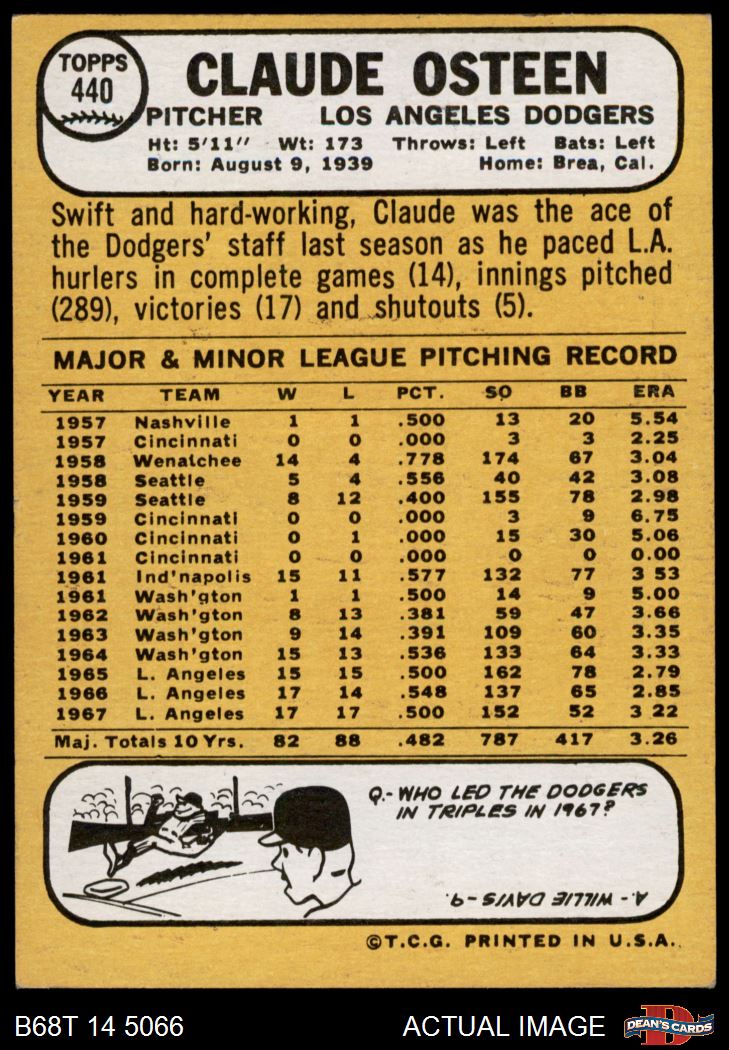 TOPPS
440
CLAUDE OSTEEN
PITCHER LOS ANGELES DODGERS
Ht: 5'11" Wt: 173 Throws: Left Bats: Left
Born: August 9, 1939 Home: Brea, Cal.
Swift and hard-working, Claude was the ace of
the Dodgers' staff last season as he paced L.A.
hurlers in complete games (14), innings pitched
(289), victories (17) and shutouts (5).
MAJOR & MINOR LEAGUE PITCHING RECORD
YEAR TEAM W L PCT. SO BB ERA
1957 Nashville 1 1 .500 13 20 5.54
1957 Cincinnati 0 0 .000 3 3 2.25
1958 Wenatchee 14 4 .778 174 67 3.04
1958 Seattle 5 4 .556 40 42 3.08
1959 Seattle 8 12 .400 155 78 2.98
1959 Cincinnati 0 0 .000 3 9 6.75
1960 Cincinnati 0 1 .000 15 30 5.06
1961 Cincinnati 0 0 .000 0 0 0.00
1961 Ind'napolis 15 11 .577 132 77 3 53
1961 Wash'gton 1 1 .500 14 9 5.00
1962 Wash'gton 8 13 .381 59 47 3.66
1963 Wash'gton 9 14 .391 109 60 3.35
1964 Wash'gton 15 13 .536 133 64 3.33
1965 L. Angeles 15 15 .500 162 78 2.79
1966 L. Angeles 17 14 .548 137 65 2.85
1967 L. Angeles 17 17 .500 152 52 3 22
Maj. Totals 10 Yrs. 82 88 .482 787 417 3.26
Q.- WHO LED THE DODGERS
IN TRIPLES IN 1967?
A. - WILLIE DAVIS - 9.
©T.C.G. PRINTED IN U.S.A.
B68T 14 5066 ACTUAL IMAGE D DEAN'S CARDS